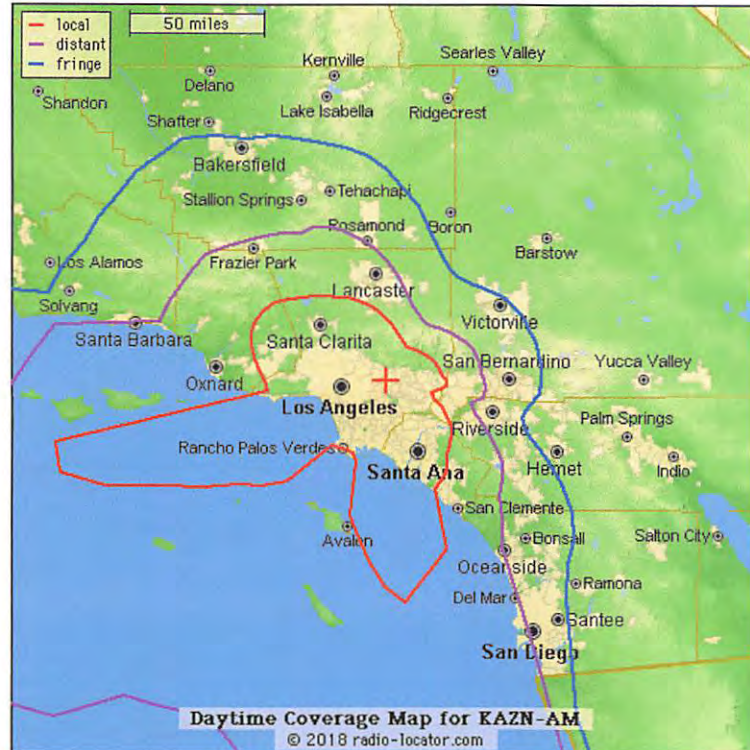 local
distant
fringe
50 miles
Kernville
Searles Valley
Delano
Shandon
Lake Isabella
Ridgecrest
Shafter
Bakersfield
Tehachapi
Stallion Springs
Rosamond
Boron
Barstow
Frazier Park
Los Alamos
Lancaster
Solvang
Victorville
Santa Barbara
Santa Clarita
San Bernardino
Yucca Valley
Oxnard
Los Angeles
Riverside
Palm Springs
Rancho Palos Verdes
Santa Ana
Hemet
Indio
San Clemente
Avalon
Bonsall
Salton City
Oceanside
Ramona
Del Mar
Santee
San Diego
Daytime Coverage Map for KAZN-AM
© 2018 radio-locator.com